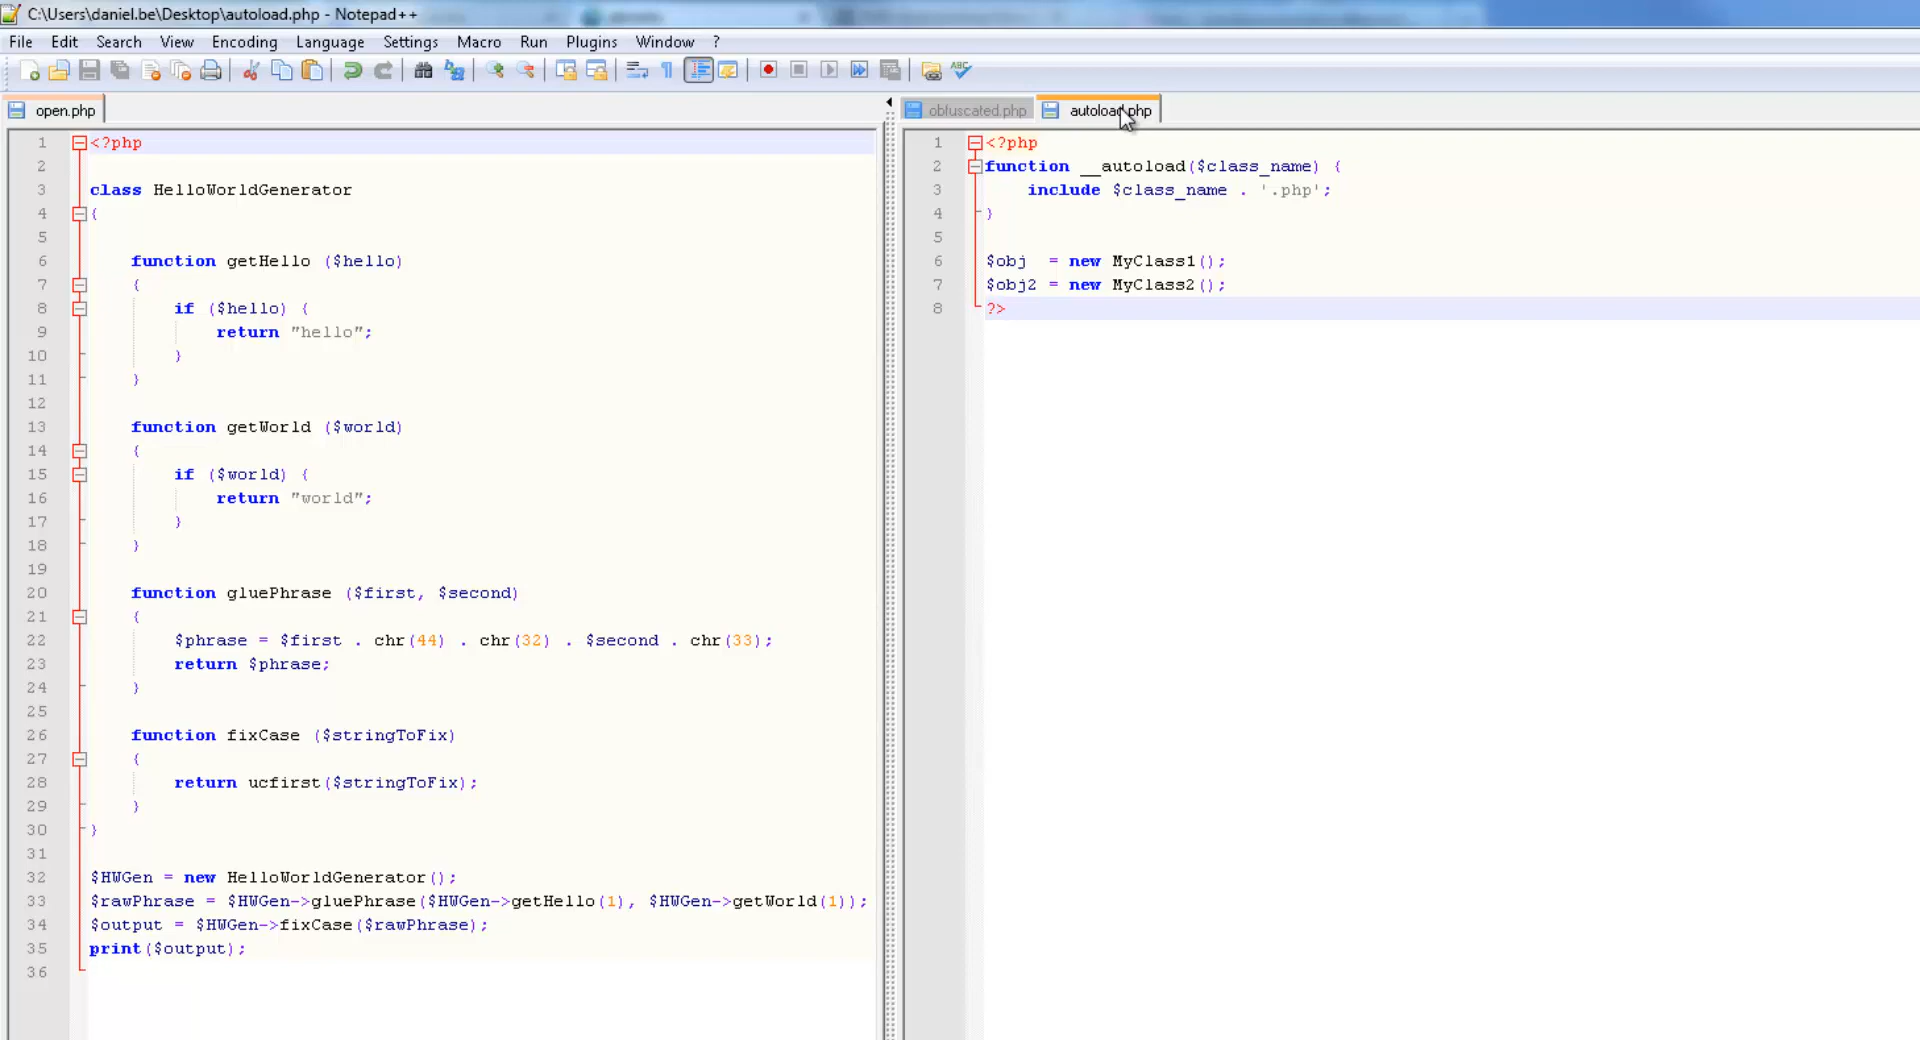 C:\Users\daniel.be\Desktop\autoload.php - Notepad++
File Edit Search View Encoding Language Settings Macro Run Plugins Window ?
open.php
1 <?php
2
3 class HelloWorldGenerator
4 {
5
6 function getHello ($hello)
7 {
8 if ($hello) {
9 return "hello";
10 }
11 }
12
13 function getWorld ($world)
14 {
15 if ($world) {
16 return "world";
17 }
18 }
19
20 function gluePhrase ($first, $second)
21 {
22 $phrase = $first . chr(44) . chr(32) . $second . chr(33);
23 return $phrase;
24 }
25
26 function fixCase ($stringToFix)
27 {
28 return ucfirst($stringToFix);
29 }
30 }
31
32 $HWGen = new HelloWorldGenerator();
33 $rawPhrase = $HWGen->gluePhrase($HWGen->getHello(1), $HWGen->getWorld(1));
34 $output = $HWGen->fixCase($rawPhrase);
35 print($output);
36
obfuscated.php autoload.php
1 <?php
2 function __autoload($class_name) {
3 include $class_name . '.php';
4 }
5
6 $obj = new MyClass1();
7 $obj2 = new MyClass2();
8 ?>